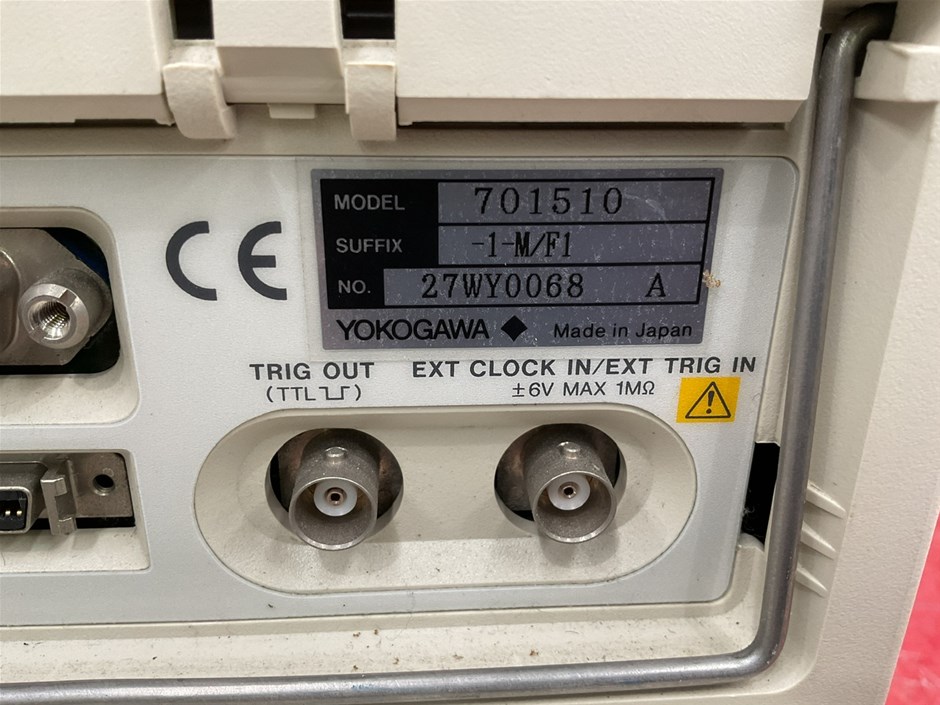 MODEL 701510
SUFFIX -1-M/F1
NO. 27WY0068 A
YOKOGAWA Made in Japan
CE
TRIG OUT
(TTL)
EXT CLOCK IN/EXT TRIG IN
±6V MAX 1MΩ